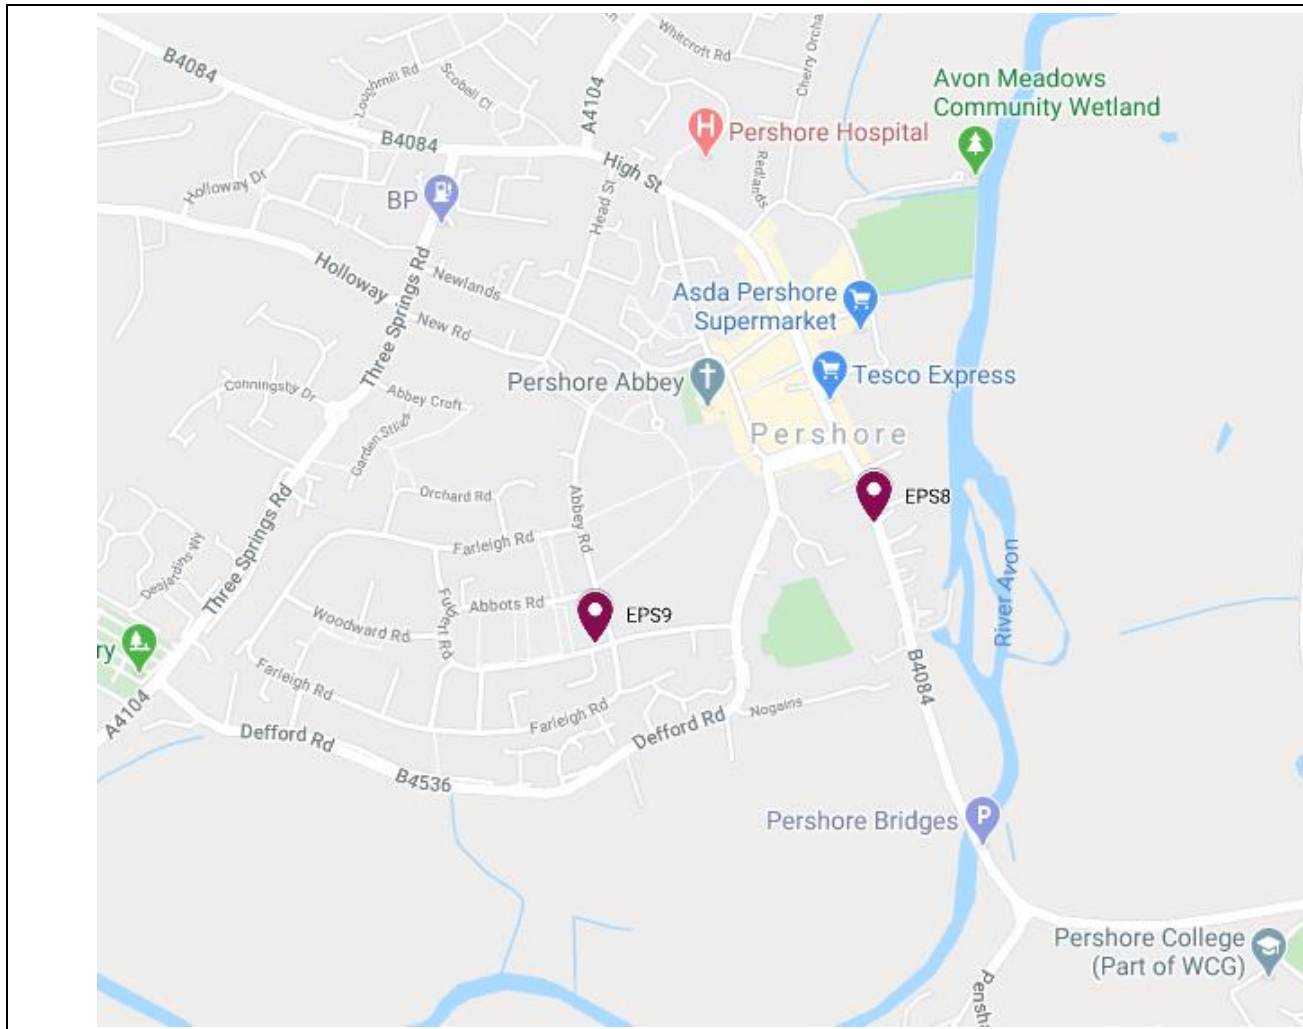 Whitcroft Rd
Cherry Orcha
B4084
Loughmill Rd
Scobell Cl
A4104
Avon Meadows
Community Wetland
Pershore Hospital
B4084
High St
Redlands
Holloway Dr
BP
Head St
Holloway
Three Springs Rd
Newlands
New Rd
Asda Pershore
Supermarket
Tesco Express
Pershore Abbey
Conningsby Dr
Abbey Croft
Garden Stiles
Pershore
Orchard Rd
Abbey Rd
EPS8
Three Springs Rd
Desjardins Wy
Farleigh Rd
River Avon
Fulbert Rd
Abbots Rd
EPS9
Woodward Rd
ry
Farleigh Rd
B4084
A4104
Farleigh Rd
Nogains
Defford Rd
Defford Rd
B4536
Pershore Bridges
P
Pershore College
(Part of WCG)
Pensha